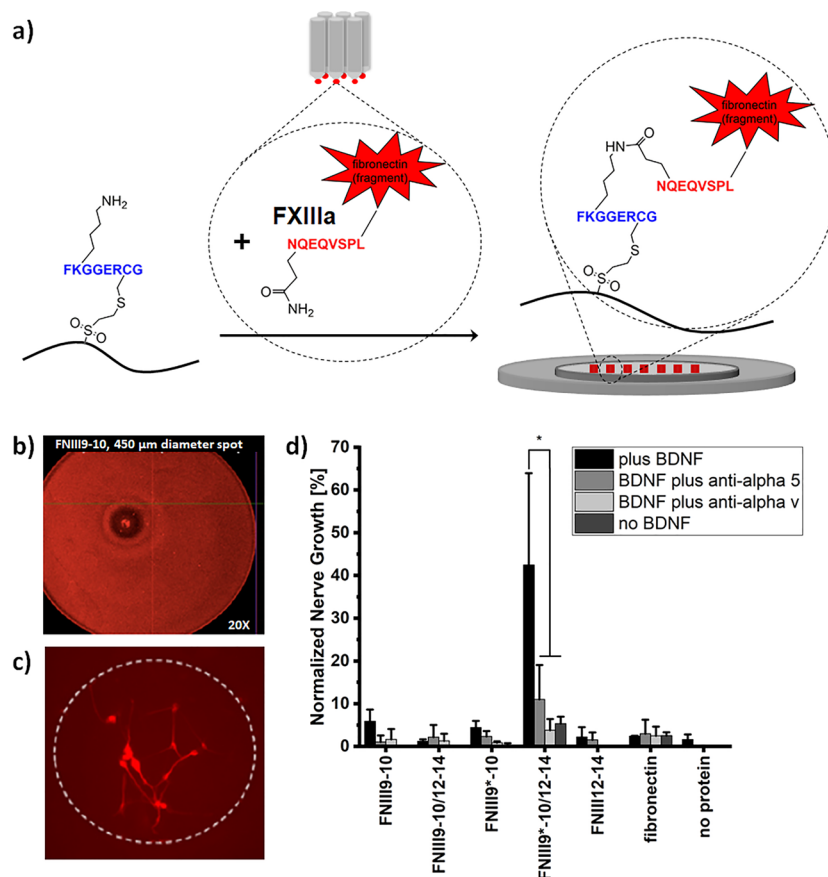 a)
NH₂
FKGGERCG
S
O
S
O
+
FXIIIa
fibronectin
(fragment)
NQEQVSPL
O
NH₂
fibronectin
(fragment)
HN
O
NQEQVSPL
FKGGERCG
S
O
S
O
b)
FNIII9-10, 450 µm diameter spot
20X
c)
d)
Normalized Nerve Growth [%]
70
60
50
40
30
20
10
0
*
plus BDNF
BDNF plus anti-alpha 5
BDNF plus anti-alpha v
no BDNF
FNIII9-10
FNIII9-10/12-14
FNIII9*-10
FNIII9*-10/12-14
FNIII12-14
fibronectin
no protein